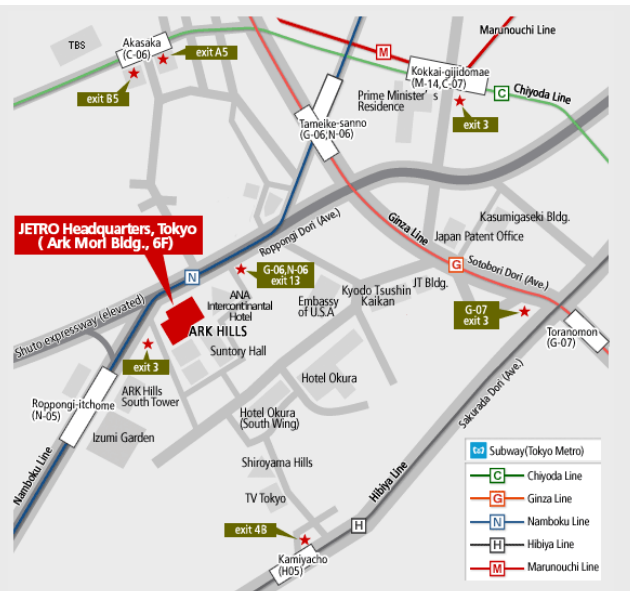 Marunouchi Line
M
TBS
Akasaka
(C-06)
exit A5
exit B5
Kokkai-gijidomae
(M-14,C-07)
C
Chiyoda Line
Prime Minister's
Residence
exit 3
Tameike-sanno
(G-06,N-06)
JETRO Headquarters, Tokyo
( Ark Mori Bldg., 6F)
Roppongi Dori (Ave.)
Ginza Line
Kasumigaseki Bldg.
Japan Patent Office
G
Sotobori Dori (Ave.)
N
G-06,N-06
exit 13
ANA
Intercontinantal
Hotel
Embassy
of U.S.A
Kyodo Tsushin
Kaikan
JT Bldg.
G-07
exit 3
Toranomon
(G-07)
Shuto expressway (elevated)
ARK HILLS
Suntory Hall
exit 3
ARK Hills
South Tower
Roppongi-itchome
(N-05)
Izumi Garden
Hotel Okura
Hotel Okura
(South Wing)
Sakurada Dori (Ave.)
Shiroyama Hills
Namboku Line
TV Tokyo
Hibiya Line
H
exit 4B
Kamiyacho
(H05)
Subway(Tokyo Metro)
C Chiyoda Line
G Ginza Line
N Namboku Line
H Hibiya Line
M Marunouchi Line